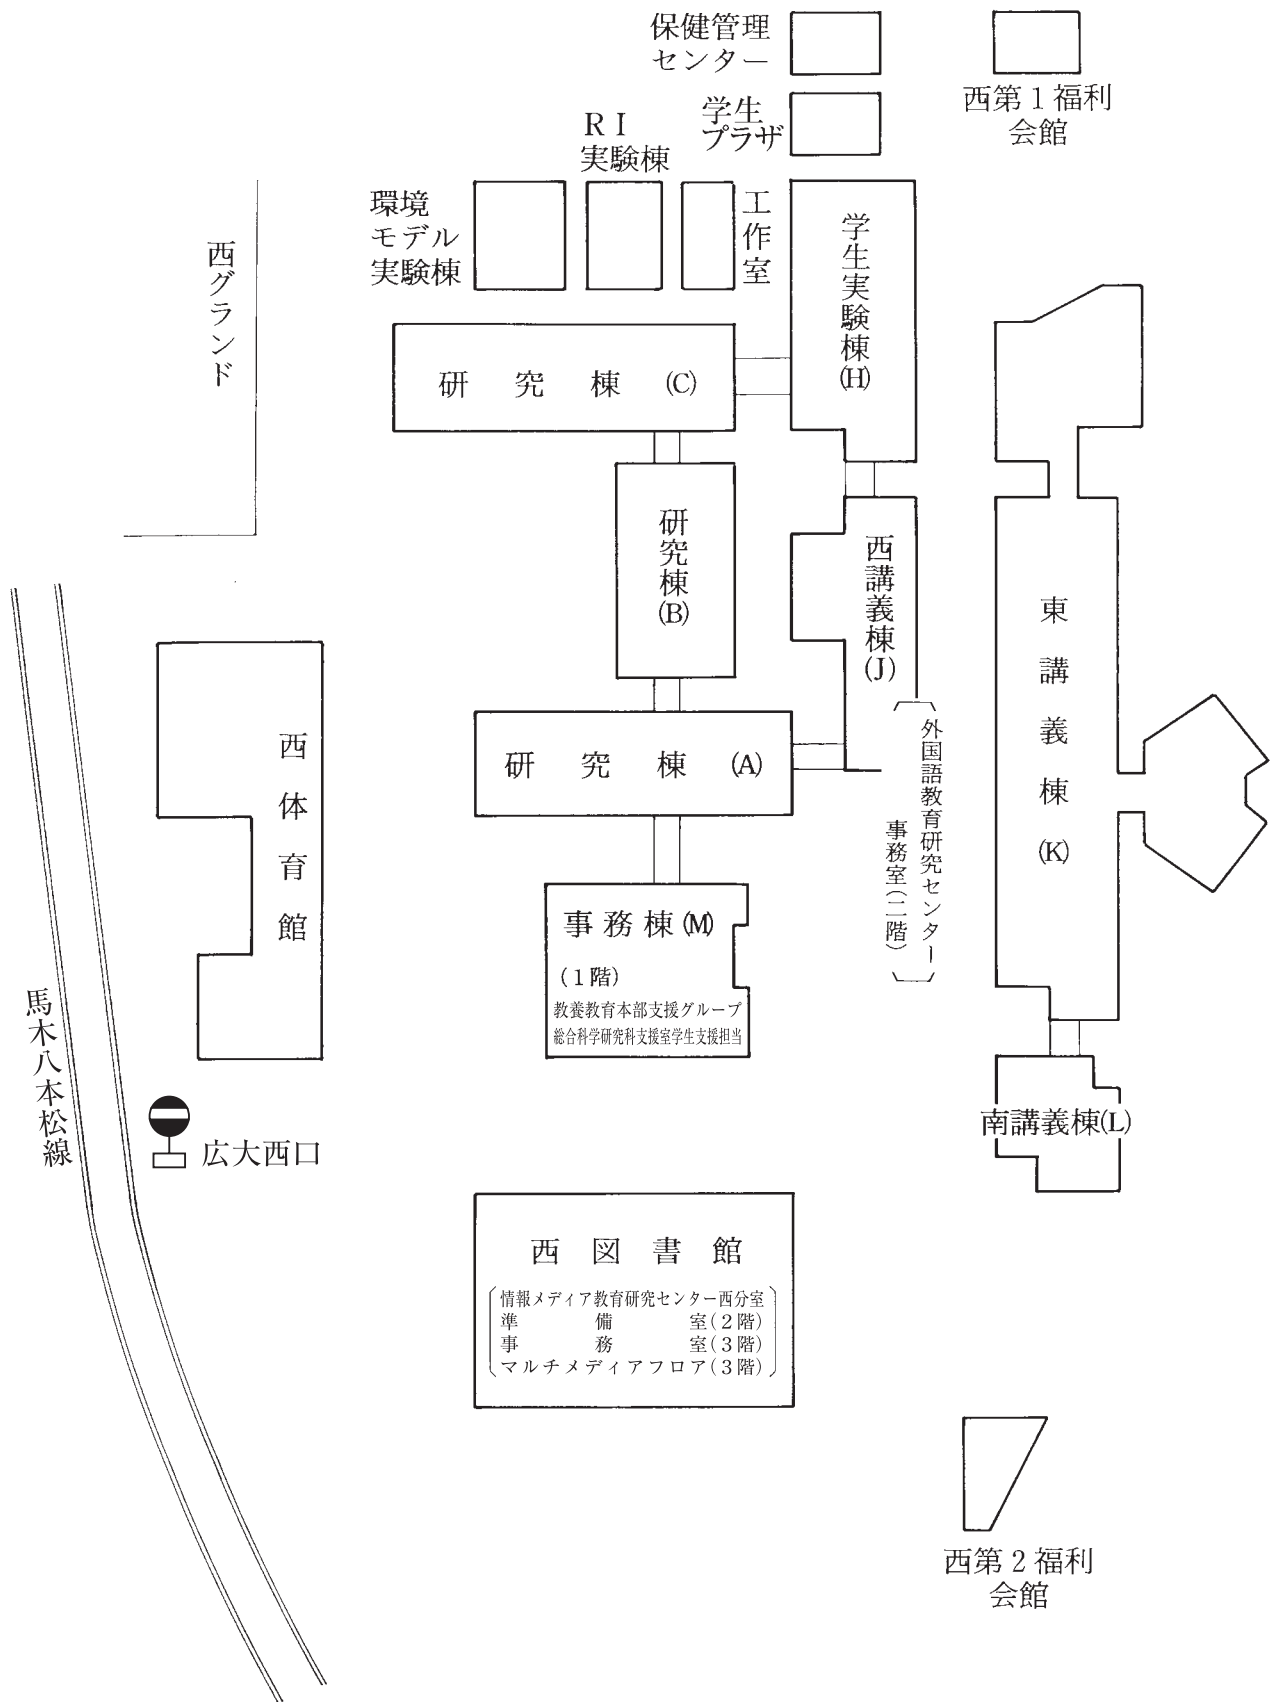 保健管理
センター
西第1福利
会館
学生
プラザ
RI
実験棟
環境
モデル
実験棟
工作室
学生実験棟(H)
西グランド
研究棟(C)
研究棟(B)
西講義棟(J)
外国語教育研究センター
事務室(二階)
東講義棟(K)
研究棟(A)
西体育館
事務棟(M)
(1階)
教養教育本部支援グループ
総合科学研究科支援室学生支援担当
馬木八本松線
広大西口
南講義棟(L)
西図書館
情報メディア教育研究センター西分室
準備室(2階)
事務室(3階)
マルチメディアフロア(3階)
西第2福利
会館